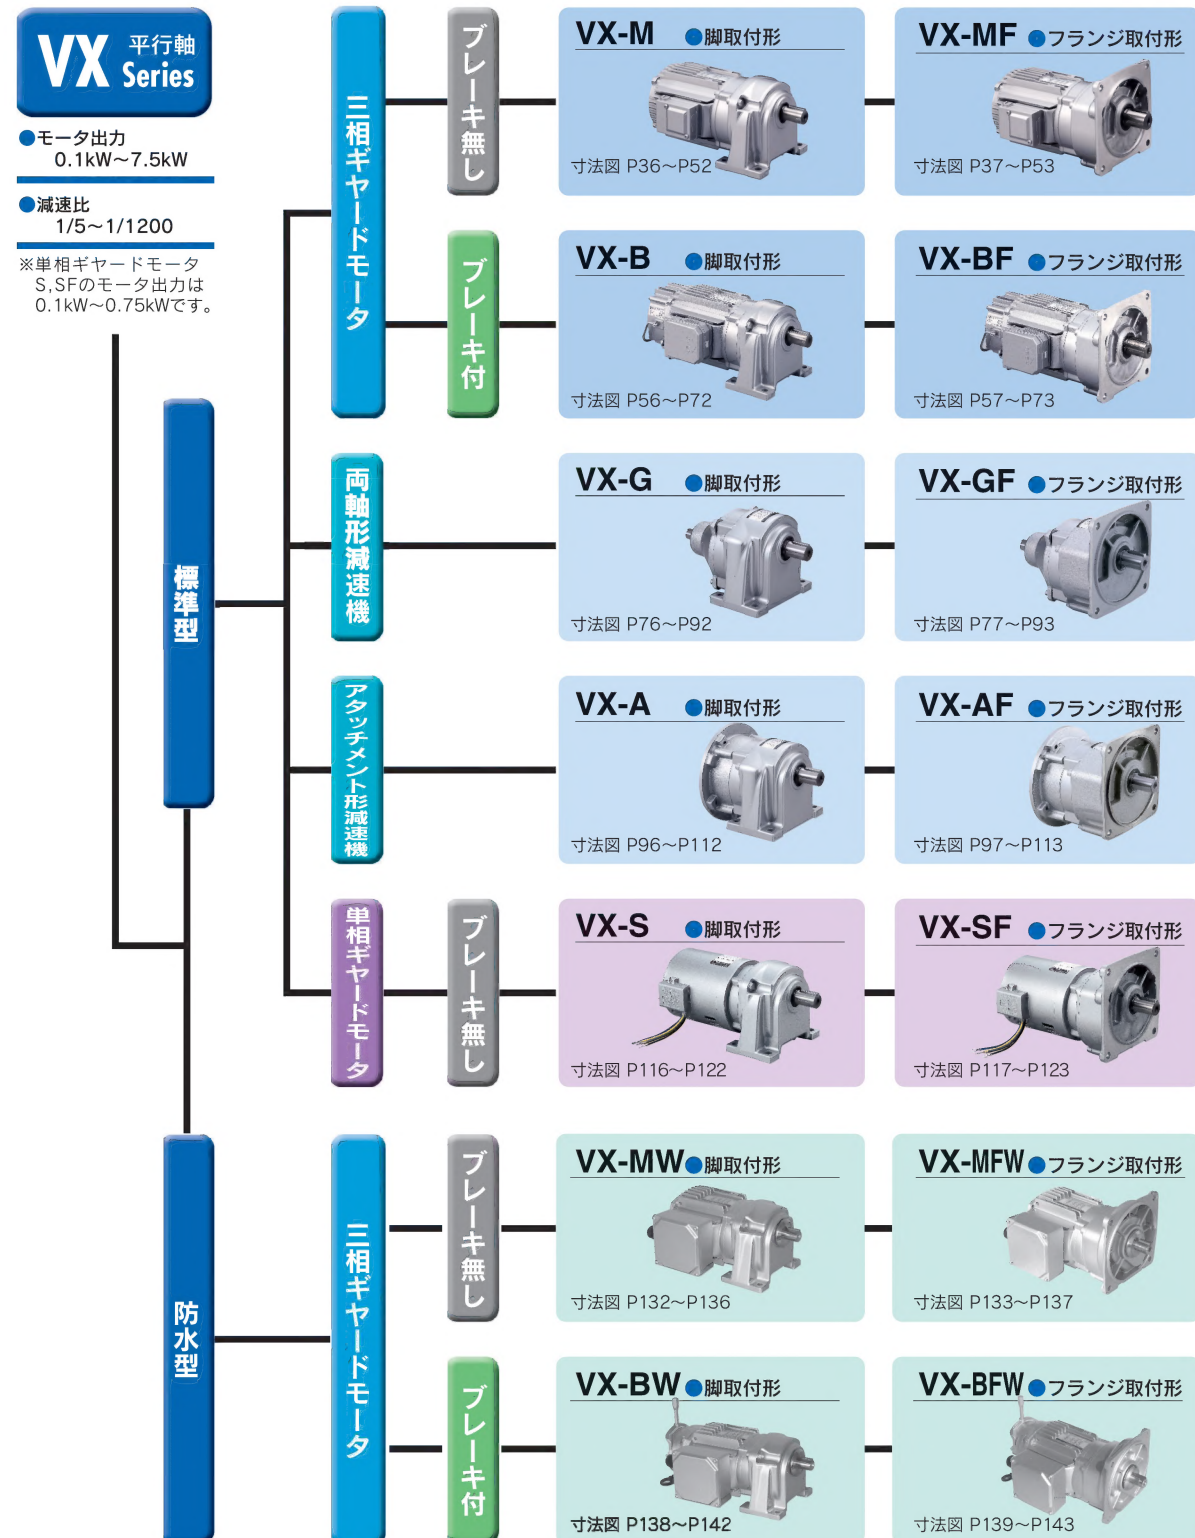 VX 平行軸 Series
●モータ出力
0.1kW～7.5kW
●減速比
1/5～1/1200
※単相ギヤードモータ
S,SFのモータ出力は
0.1kW～0.75kWです。
標準型
三相ギヤードモータ
ブレーキ無し
VX-M ●脚取付形
寸法図 P36～P52
VX-MF ●フランジ取付形
寸法図 P37～P53
ブレーキ付
VX-B ●脚取付形
寸法図 P56～P72
VX-BF ●フランジ取付形
寸法図 P57～P73
両軸形減速機
VX-G ●脚取付形
寸法図 P76～P92
VX-GF ●フランジ取付形
寸法図 P77～P93
アタッチメント形減速機
VX-A ●脚取付形
寸法図 P96～P112
VX-AF ●フランジ取付形
寸法図 P97～P113
単相ギヤードモータ
ブレーキ無し
VX-S ●脚取付形
寸法図 P116～P122
VX-SF ●フランジ取付形
寸法図 P117～P123
防水型
三相ギヤードモータ
ブレーキ無し
VX-MW ●脚取付形
寸法図 P132～P136
VX-MFW ●フランジ取付形
寸法図 P133～P137
ブレーキ付
VX-BW ●脚取付形
寸法図 P138～P142
VX-BFW ●フランジ取付形
寸法図 P139～P143